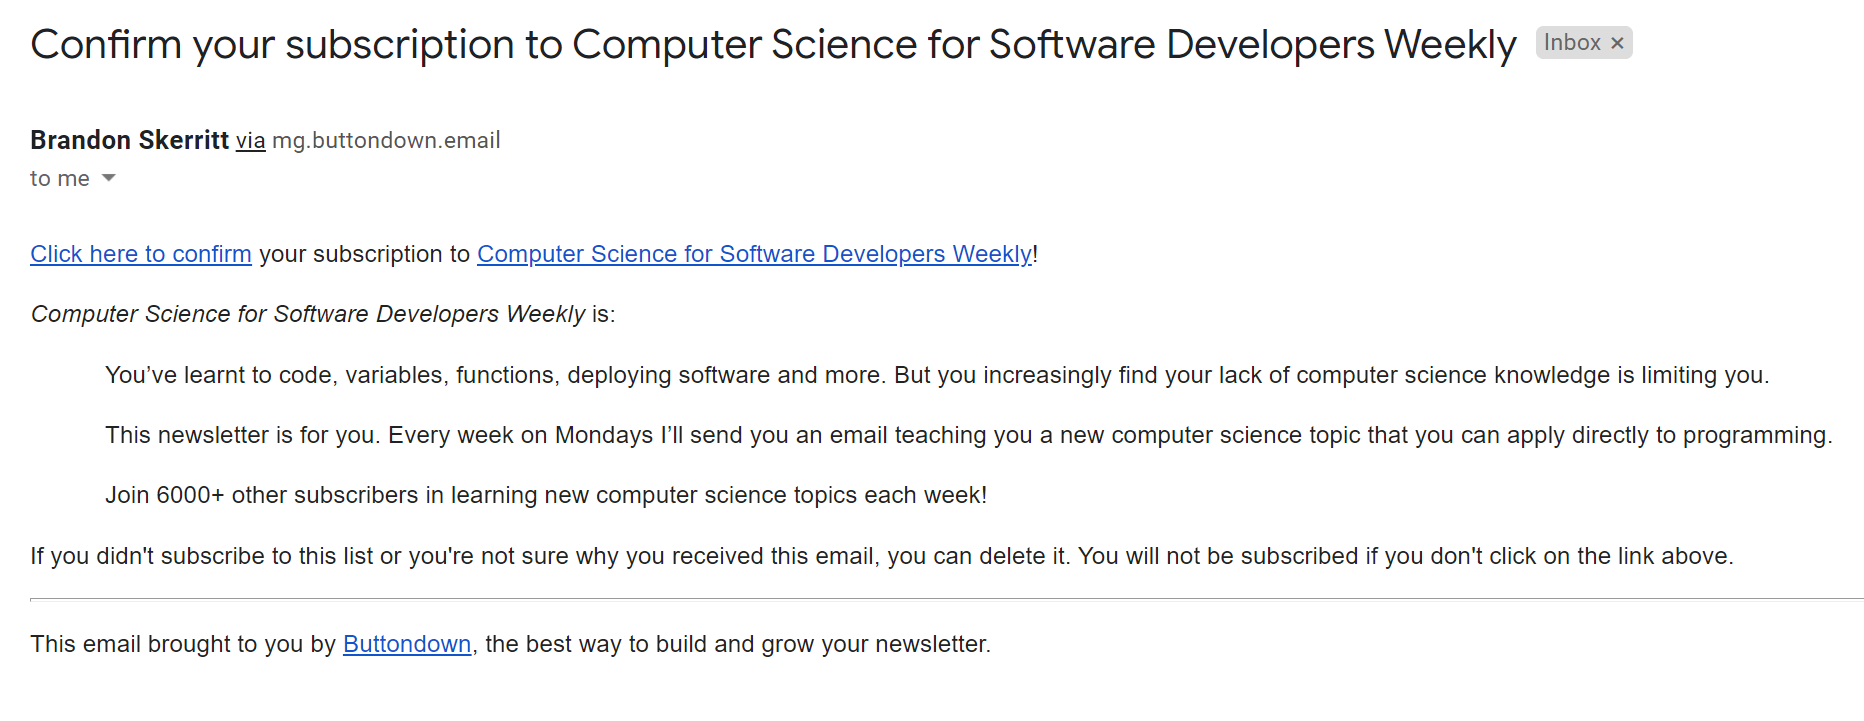 Confirm your subscription to Computer Science for Software Developers Weekly Inbox ×
Brandon Skerritt via mg.buttondown.email
to me
Click here to confirm your subscription to Computer Science for Software Developers Weekly!
Computer Science for Software Developers Weekly is:
You’ve learnt to code, variables, functions, deploying software and more. But you increasingly find your lack of computer science knowledge is limiting you.
This newsletter is for you. Every week on Mondays I’ll send you an email teaching you a new computer science topic that you can apply directly to programming.
Join 6000+ other subscribers in learning new computer science topics each week!
If you didn't subscribe to this list or you're not sure why you received this email, you can delete it. You will not be subscribed if you don't click on the link above.
This email brought to you by Buttondown, the best way to build and grow your newsletter.